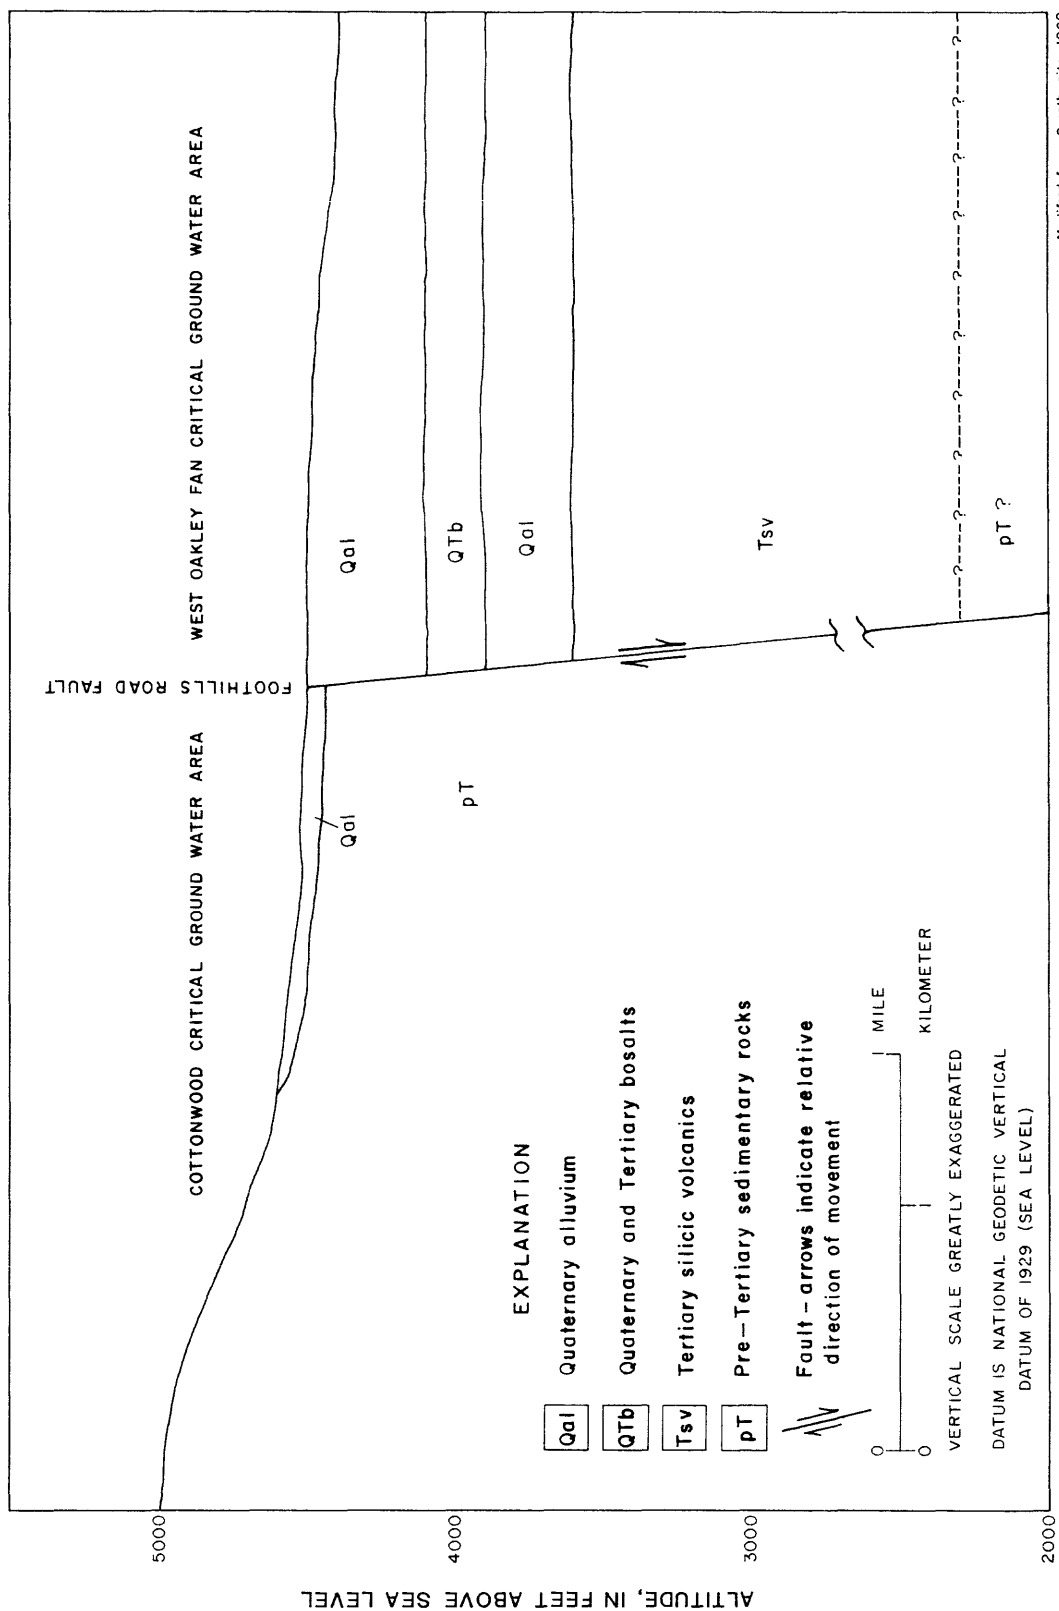 COTTONWOOD CRITICAL GROUND WATER AREA
WEST OAKLEY FAN CRITICAL GROUND WATER AREA
FOOTHILLS ROAD FAULT
ALTITUDE, IN FEET ABOVE SEA LEVEL
5000
4000
3000
2000
Qal
pT
Qal
QTb
Qal
Tsv
pT ?
?
?
?
?
?
?
?
?
?
EXPLANATION
Qal Quaternary alluvium
QTb Quaternary and Tertiary bosalts
Tsv Tertiary silicic volcanics
pT Pre-Tertiary sedimentary rocks
Fault-arrows indicate relative
direction of movement
0 1 MILE
0 1 KILOMETER
VERTICAL SCALE GREATLY EXAGGERATED
DATUM IS NATIONAL GEODETIC VERTICAL
DATUM OF 1929 (SEA LEVEL)